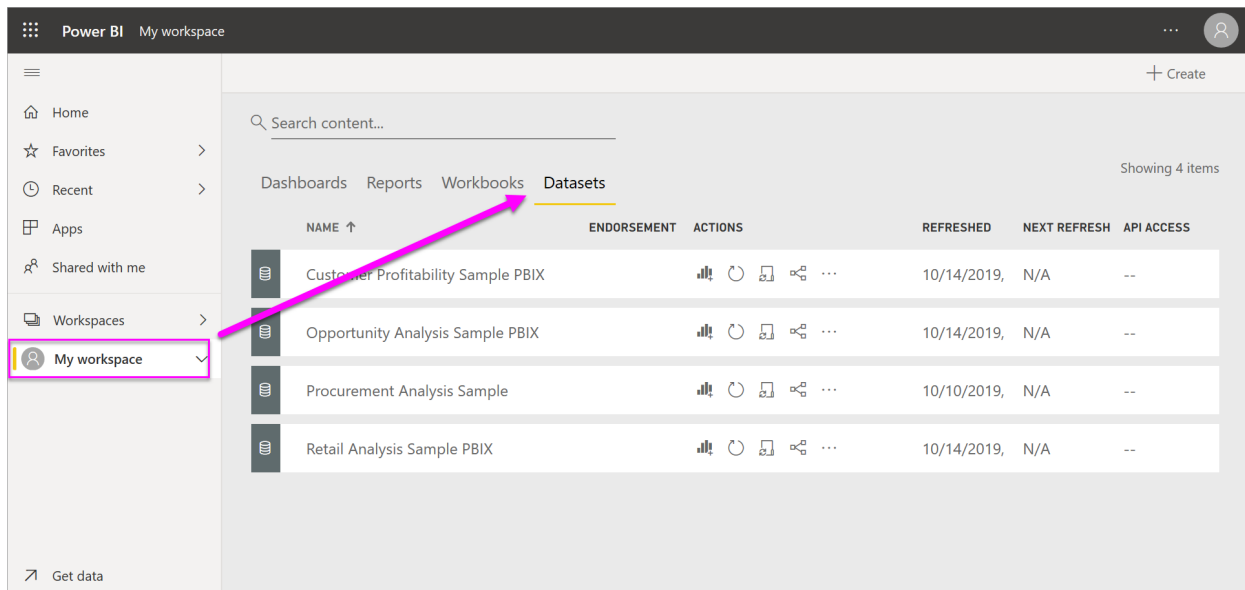 Power BI My workspace ...
+ Create
Home
Search content...
Favorites
Showing 4 items
Dashboards Reports Workbooks Datasets
Recent
Apps
NAME ↑ ENDORSEMENT ACTIONS REFRESHED NEXT REFRESH API ACCESS
Shared with me
Customer Profitability Sample PBIX ... 10/14/2019, N/A --
Workspaces
Opportunity Analysis Sample PBIX ... 10/14/2019, N/A --
My workspace
Procurement Analysis Sample ... 10/10/2019, N/A --
Retail Analysis Sample PBIX ... 10/14/2019, N/A --
Get data